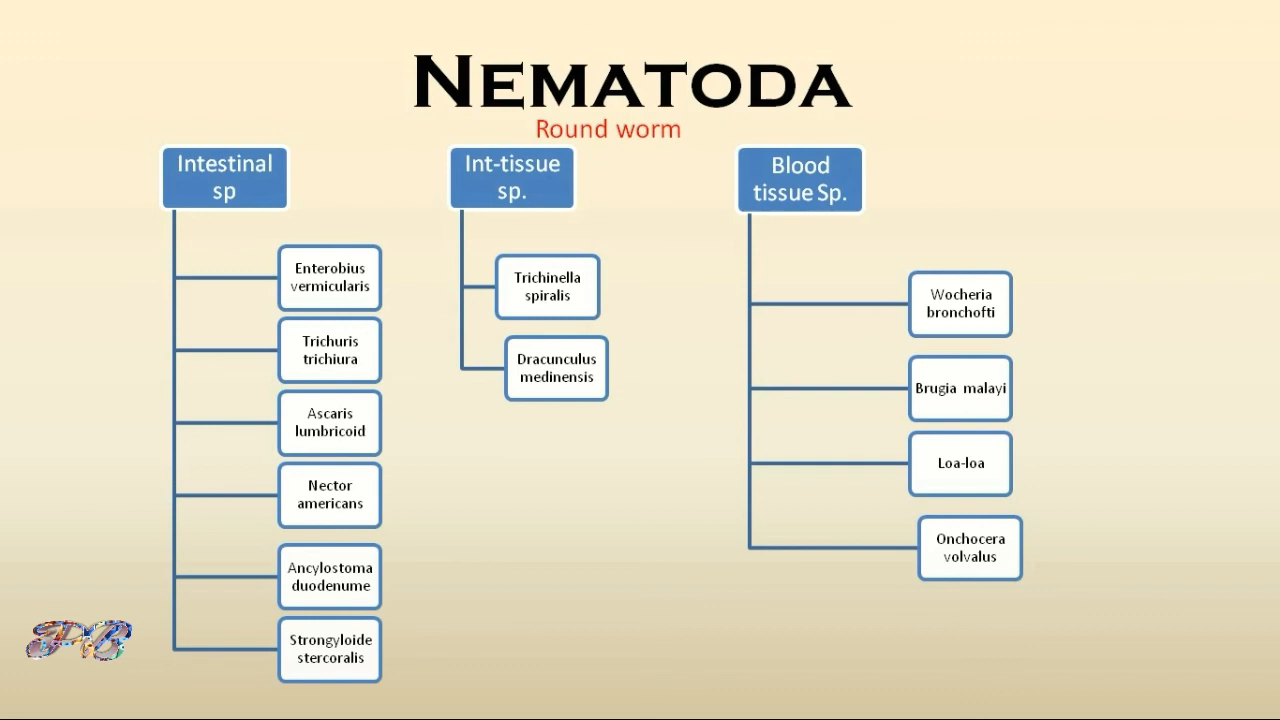 NEMATODA
Round worm
Intestinal
sp
Enterobius
vermicularis
Trichuris
trichiura
Ascaris
lumbricoid
Nector
americans
Ancylostoma
duodenume
Strongyloide
stercoralis
Int-tissue
sp.
Trichinella
spiralis
Dracunculus
medinensis
Blood
tissue Sp.
Wocheria
bronchofti
Brugia malayi
Loa-loa
Onchocera
volvalus